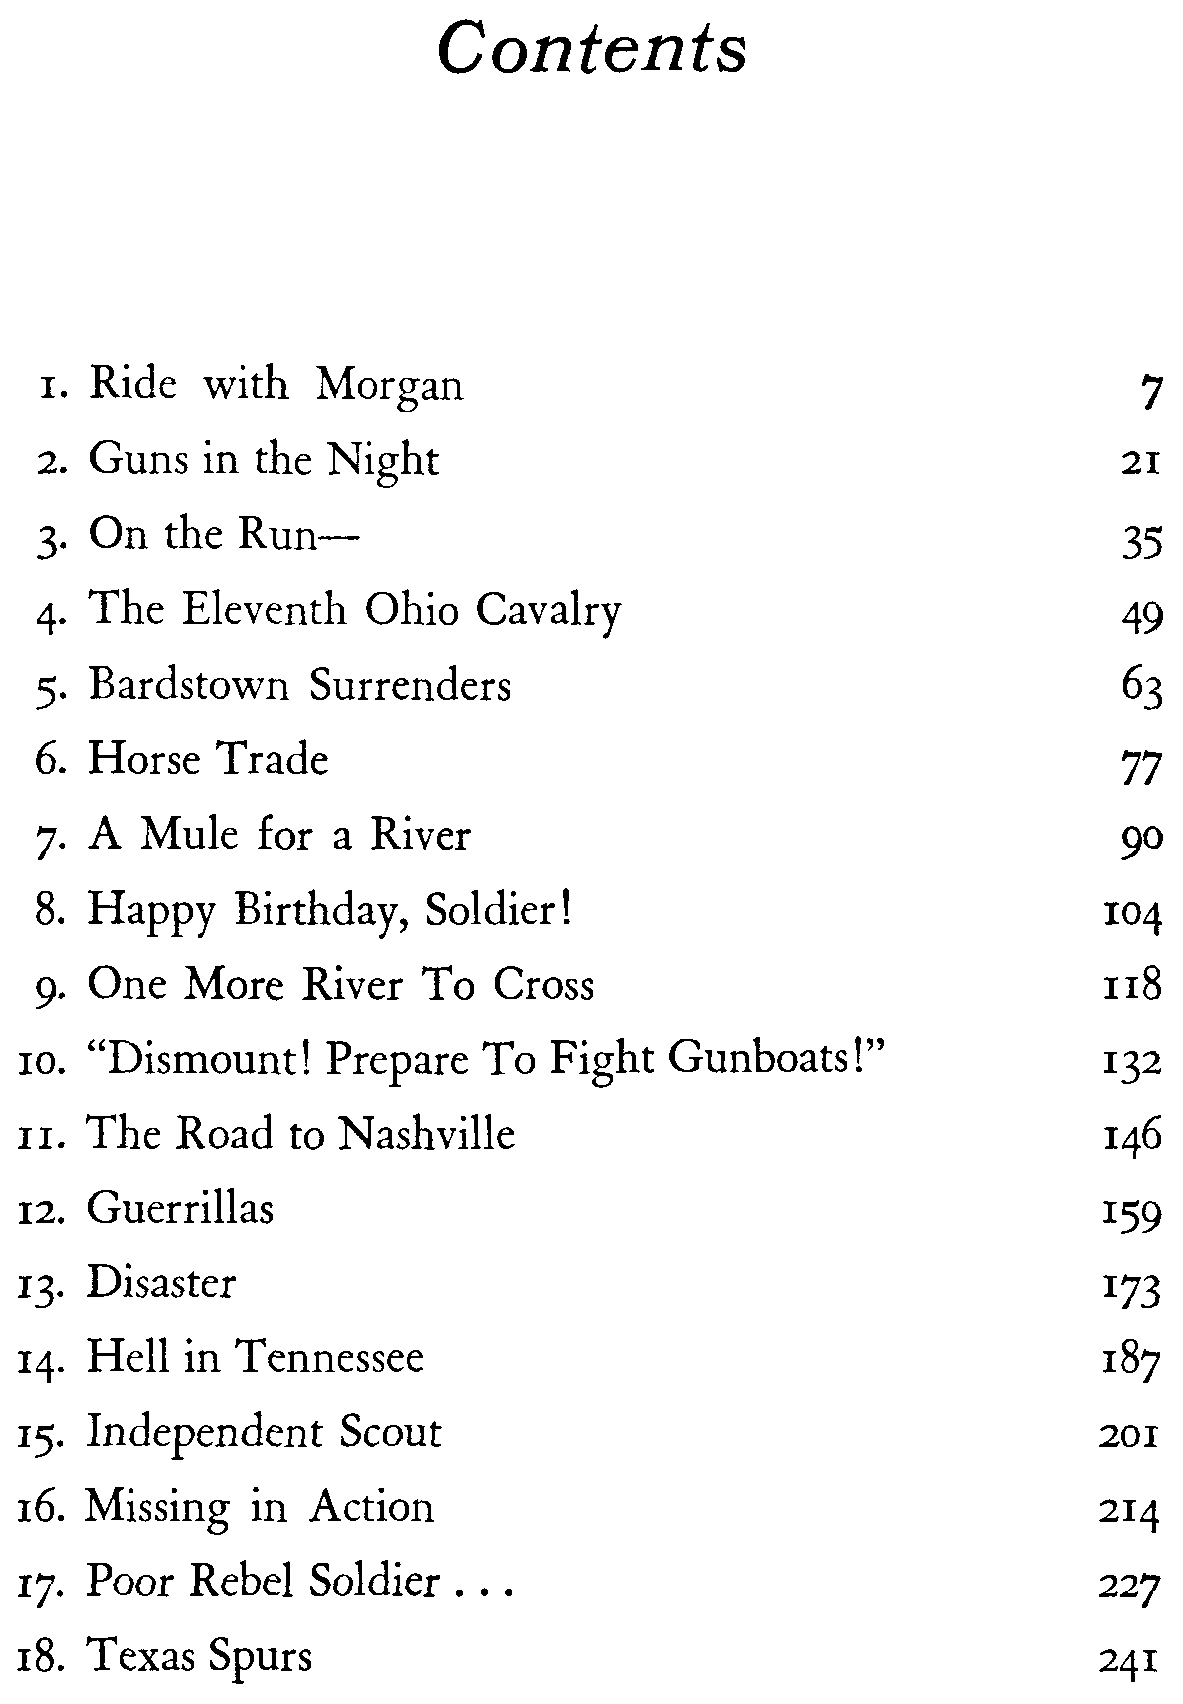 Contents
1. Ride with Morgan 7
2. Guns in the Night 21
3. On the Run— 35
4. The Eleventh Ohio Cavalry 49
5. Bardstown Surrenders 63
6. Horse Trade 77
7. A Mule for a River 90
8. Happy Birthday, Soldier! 104
9. One More River To Cross 118
10. “Dismount! Prepare To Fight Gunboats!” 132
11. The Road to Nashville 146
12. Guerrillas 159
13. Disaster 173
14. Hell in Tennessee 187
15. Independent Scout 201
16. Missing in Action 214
17. Poor Rebel Soldier . . . 227
18. Texas Spurs 241